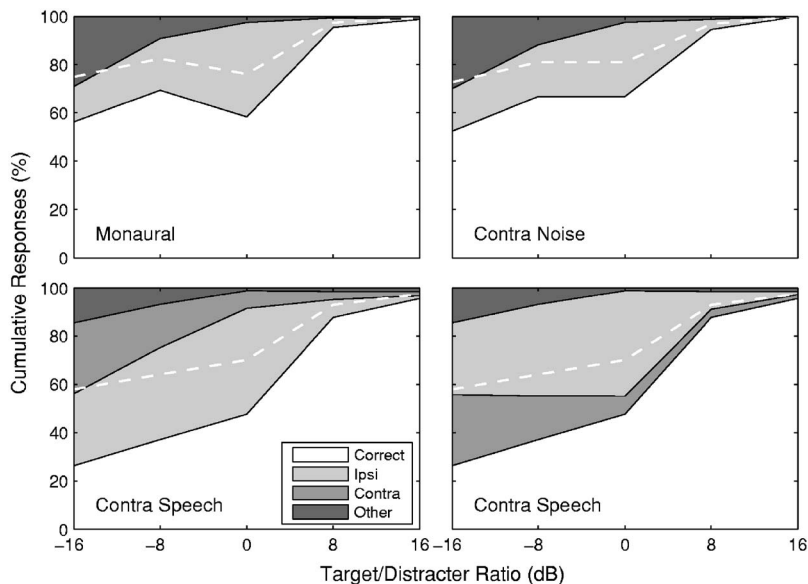 Cumulative Responses (%)
100
80
60
40
20
0
Monaural
Contra Noise
100
80
60
40
20
0
Contra Speech
Correct
Ipsi
Contra
Other
Contra Speech
−16
−8
0
8
16
−16
−8
0
8
16
Target/Distracter Ratio (dB)